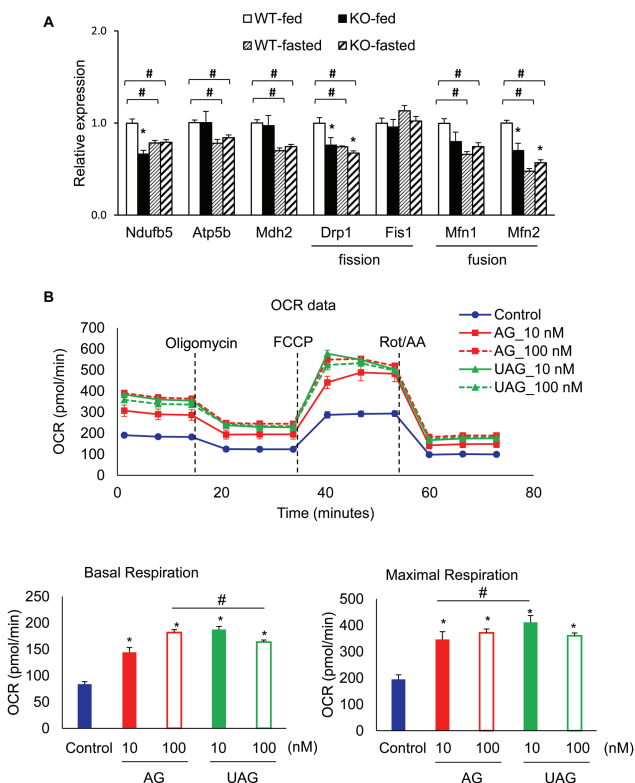 A
WT-fed KO-fed
WT-fasted KO-fasted
2.0
1.0
0.0
Relative expression
# # # # # #
# # # # # #
* * * * *
Ndufb5 Atp5b Mdh2 Drp1 Fis1 Mfn1 Mfn2
fission fusion
B
OCR data
700
600
500
400
300
200
100
0
OCR (pmol/min)
Oligomycin FCCP Rot/AA
Control
AG_10 nM
AG_100 nM
UAG_10 nM
UAG_100 nM
0 20 40 60 80
Time (minutes)
Basal Respiration
250
200
150
100
50
0
OCR (pmol/min)
#
* * * *
Control 10 100 10 100 (nM)
AG UAG
Maximal Respiration
500
400
300
200
100
0
OCR (pmol/min)
#
* * * *
Control 10 100 10 100 (nM)
AG UAG